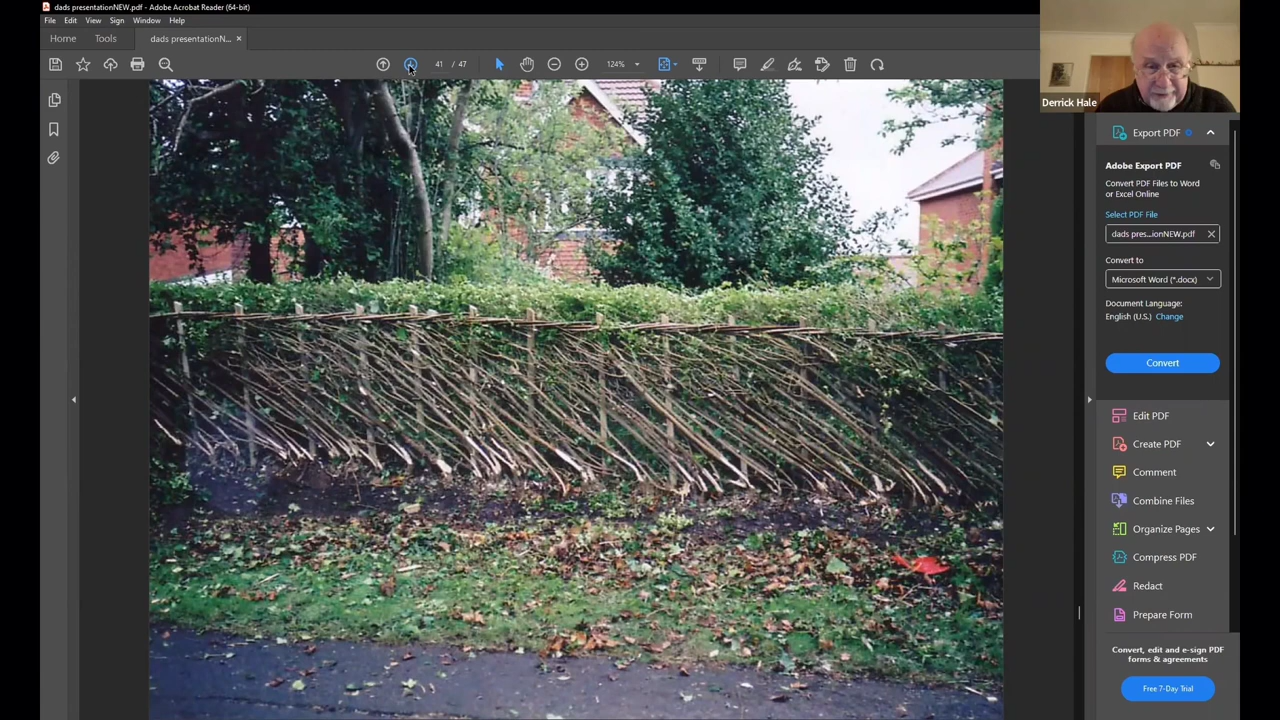 dads presentationNEW.pdf - Adobe Acrobat Reader (64-bit)
File Edit View Sign Window Help
Home Tools dads presentationN... ×
41 / 47 124%
Derrick Hale
Export PDF
Adobe Export PDF
Convert PDF Files to Word
or Excel Online
Select PDF File
dads pres...ionNEW.pdf
Convert to
Microsoft Word (*.docx)
Document Language:
English (U.S.) Change
Convert
Edit PDF
Create PDF
Comment
Combine Files
Organize Pages
Compress PDF
Redact
Prepare Form
Convert, edit and e-sign PDF
forms & agreements
Free 7-Day Trial